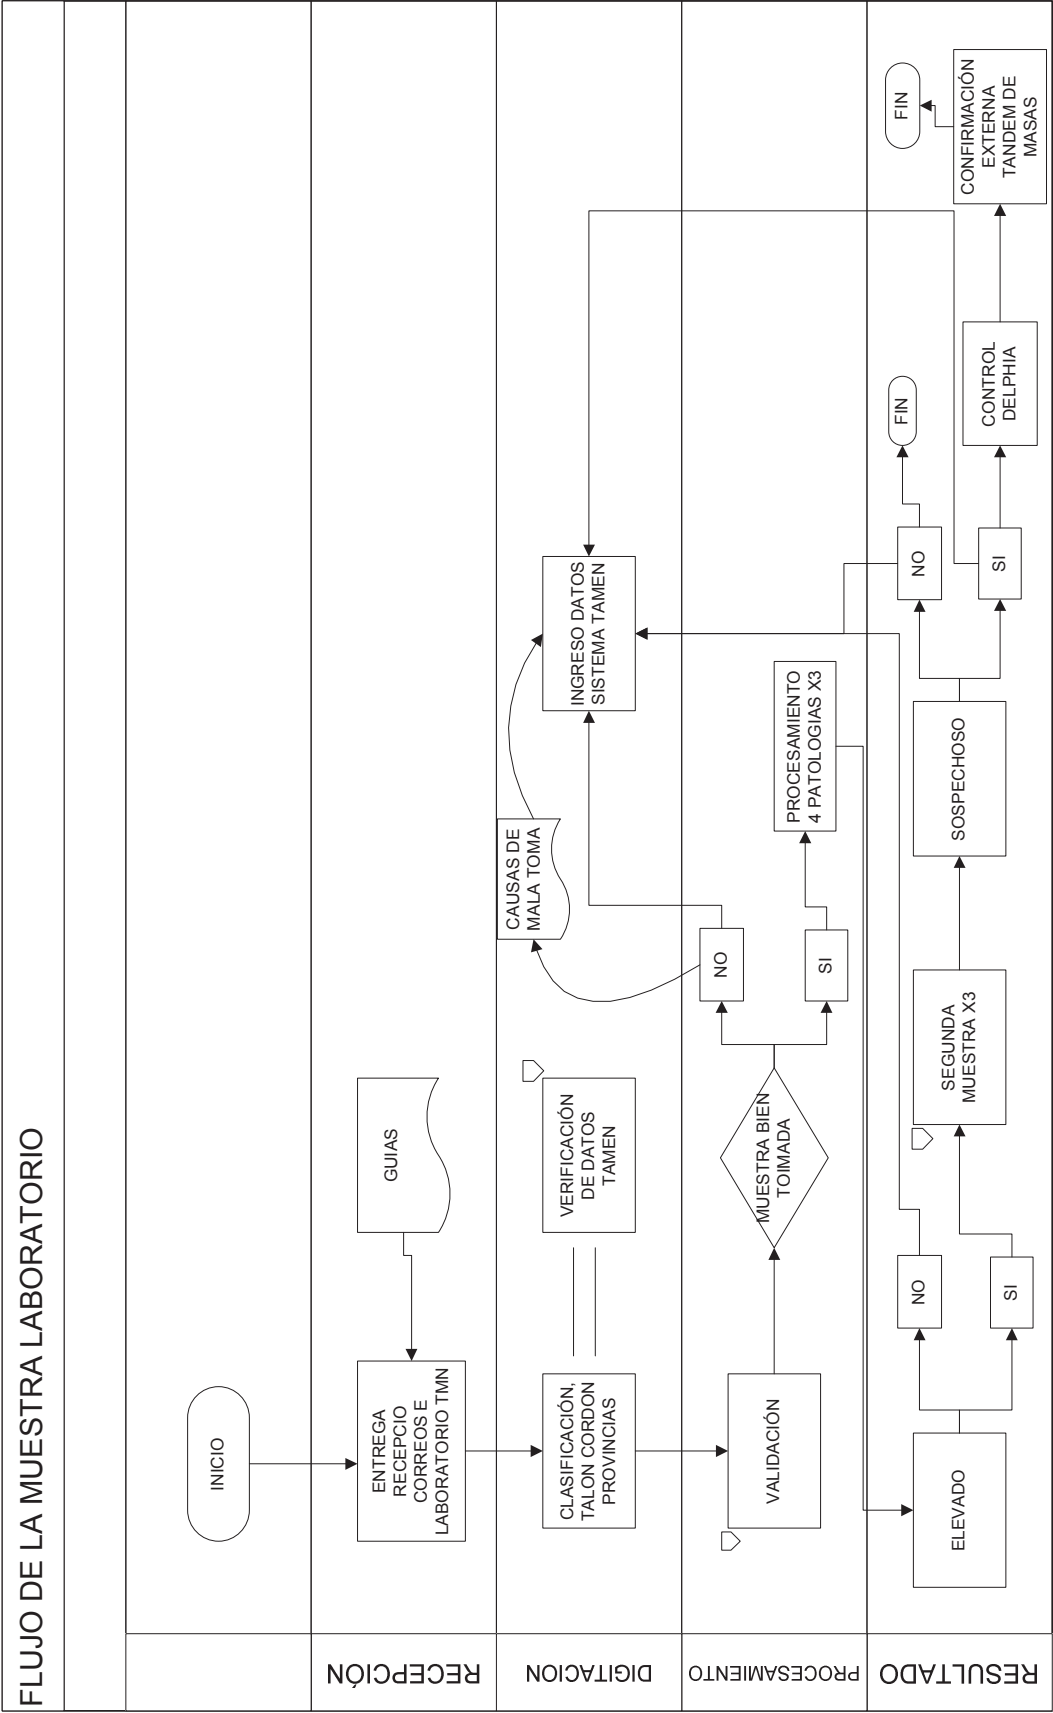 FLUJO DE LA MUESTRA LABORATORIO
INICIO
RECEPCIÓN
ENTREGA
RECEPCIO
CORREOS E
LABORATORIO TMN
GUIAS
DIGITACION
CLASIFICACIÓN,
TALON CORDON
PROVINCIAS
VERIFICACIÓN
DE DATOS
TAMEN
CAUSAS DE
MALA TOMA
INGRESO DATOS
SISTEMA TAMEN
PROCESAMIENTO
VALIDACIÓN
MUESTRA BIEN
TOIMADA
NO
SI
PROCESAMIENTO
4 PATOLOGIAS X3
RESULTADO
ELEVADO
NO
SI
SEGUNDA
MUESTRA X3
SOSPECHOSO
NO
SI
FIN
CONTROL
DELPHIA
FIN
CONFIRMACIÓN
EXTERNA
TANDEM DE
MASAS